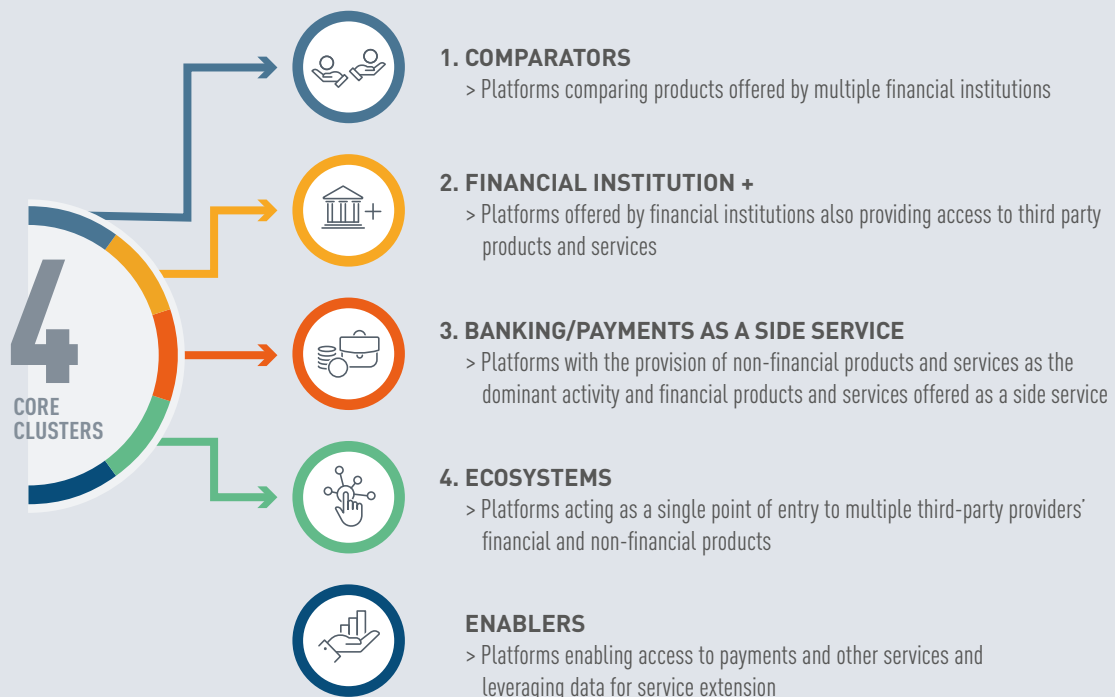 4
CORE
CLUSTERS
1. COMPARATORS
> Platforms comparing products offered by multiple financial institutions
2. FINANCIAL INSTITUTION +
> Platforms offered by financial institutions also providing access to third party
products and services
3. BANKING/PAYMENTS AS A SIDE SERVICE
> Platforms with the provision of non-financial products and services as the
dominant activity and financial products and services offered as a side service
4. ECOSYSTEMS
> Platforms acting as a single point of entry to multiple third-party providers'
financial and non-financial products
ENABLERS
> Platforms enabling access to payments and other services and
leveraging data for service extension